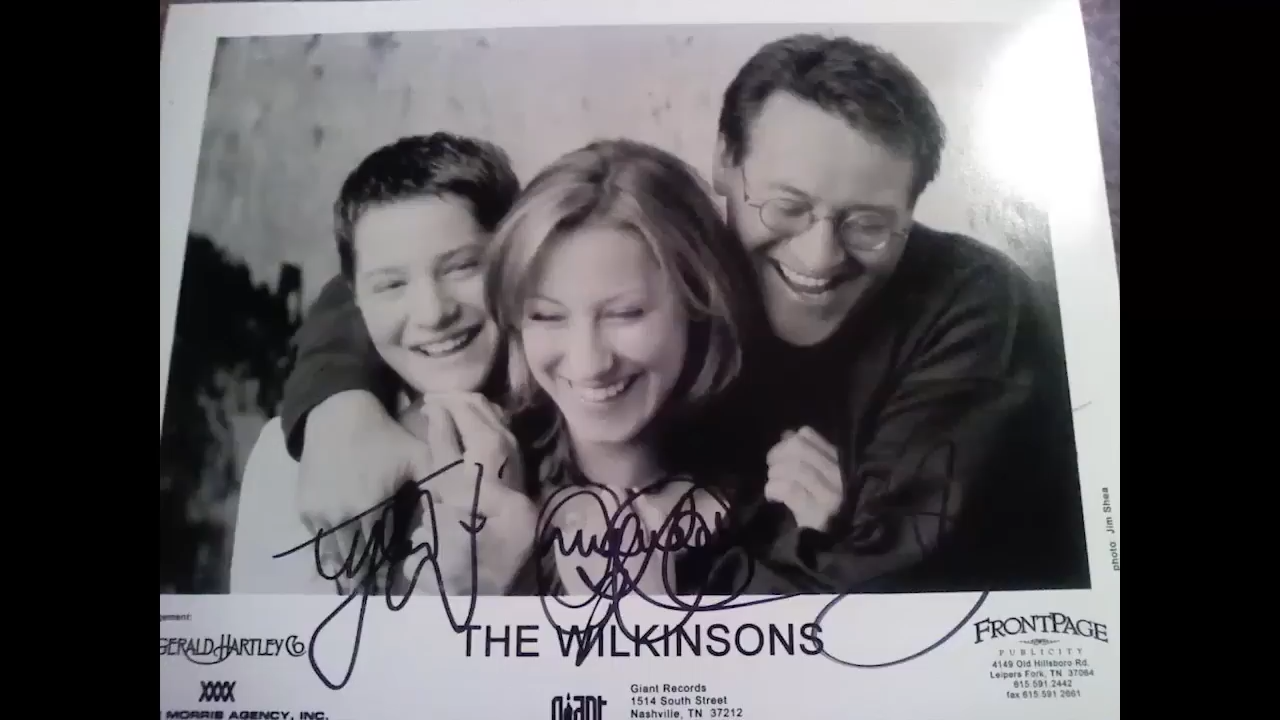 photo Jim Shea
THE WILKINSONS
GERALD HARTLEY CO
MORRIS AGENCY, INC.
giant
Giant Records
1514 South Street
Nashville, TN 37212
FRONTPAGE
PUBLICITY
4149 Old Hillsboro Rd.
Leipers Fork, TN 37064
615 591 2442
fax 615 591 2661